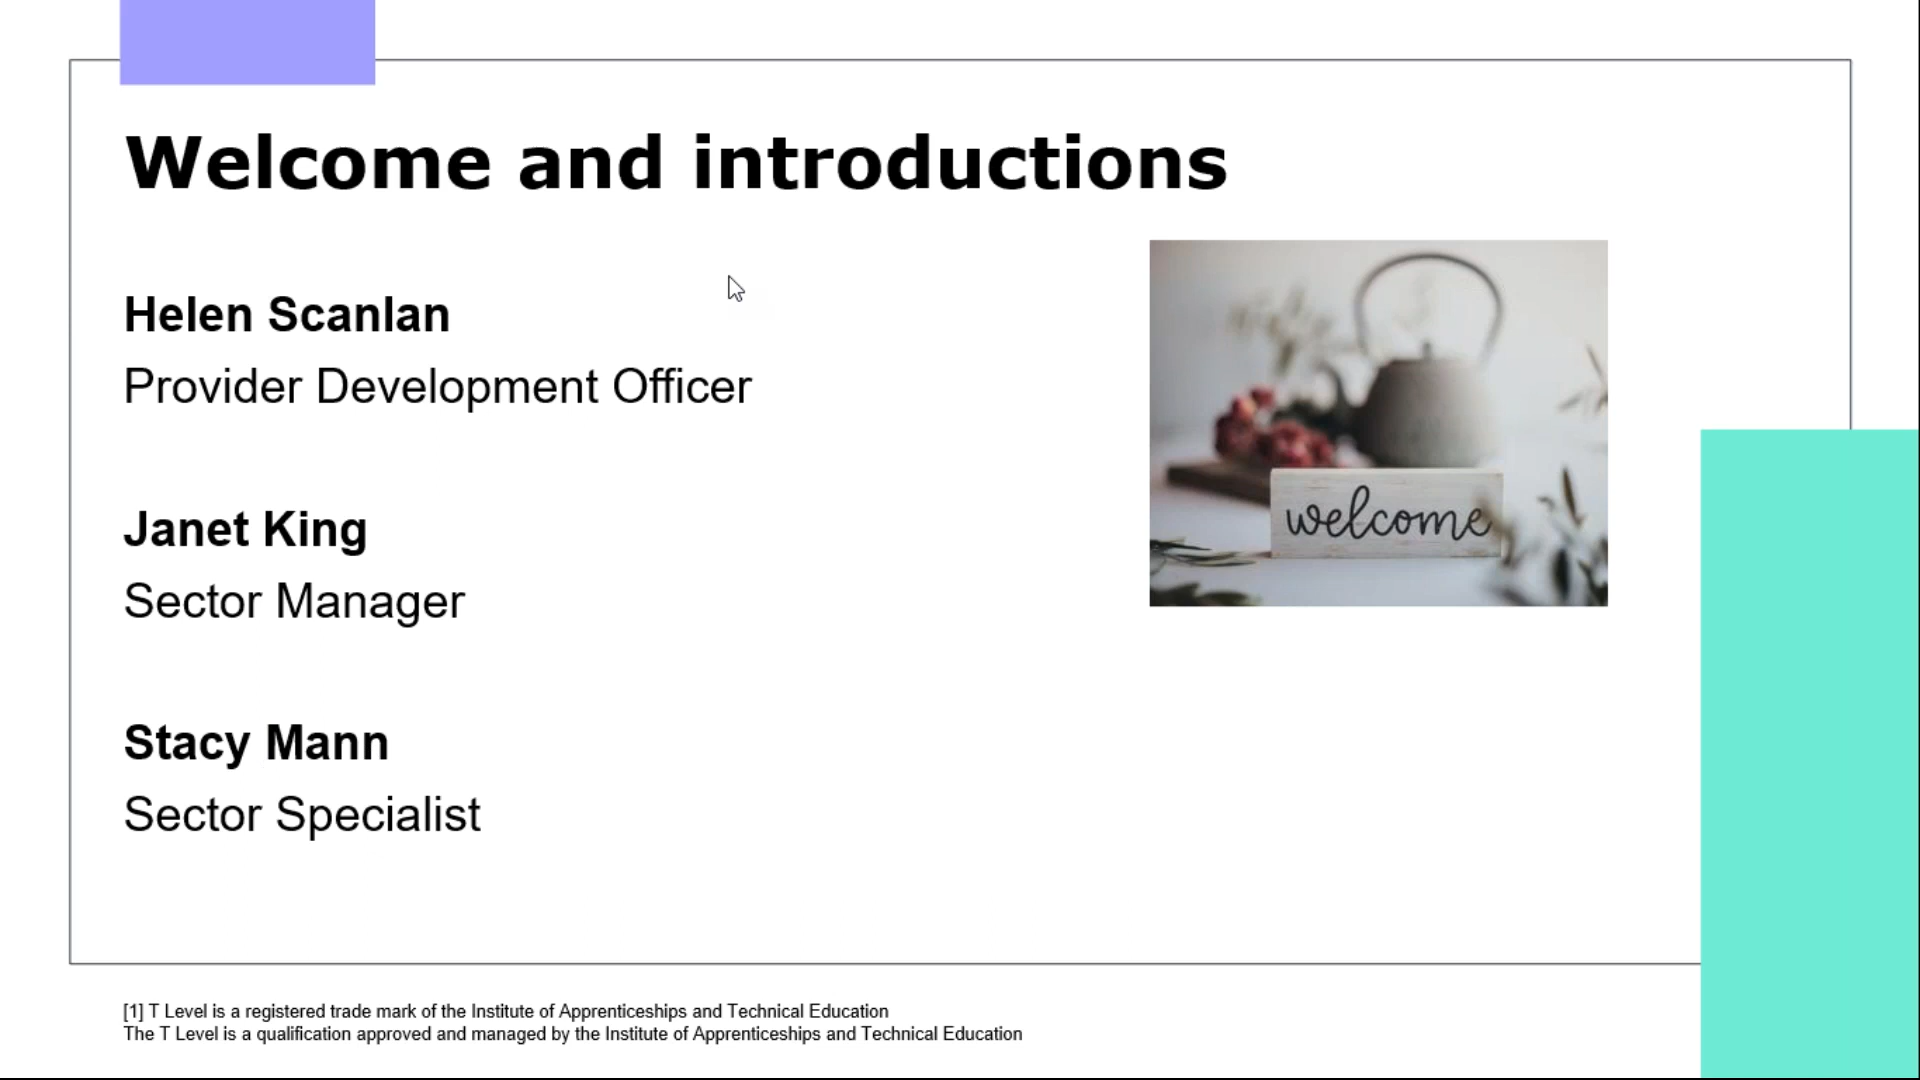 Welcome and introductions
Helen Scanlan
Provider Development Officer
Janet King
Sector Manager
Stacy Mann
Sector Specialist
welcome
[1] T Level is a registered trade mark of the Institute of Apprenticeships and Technical Education
The T Level is a qualification approved and managed by the Institute of Apprenticeships and Technical Education